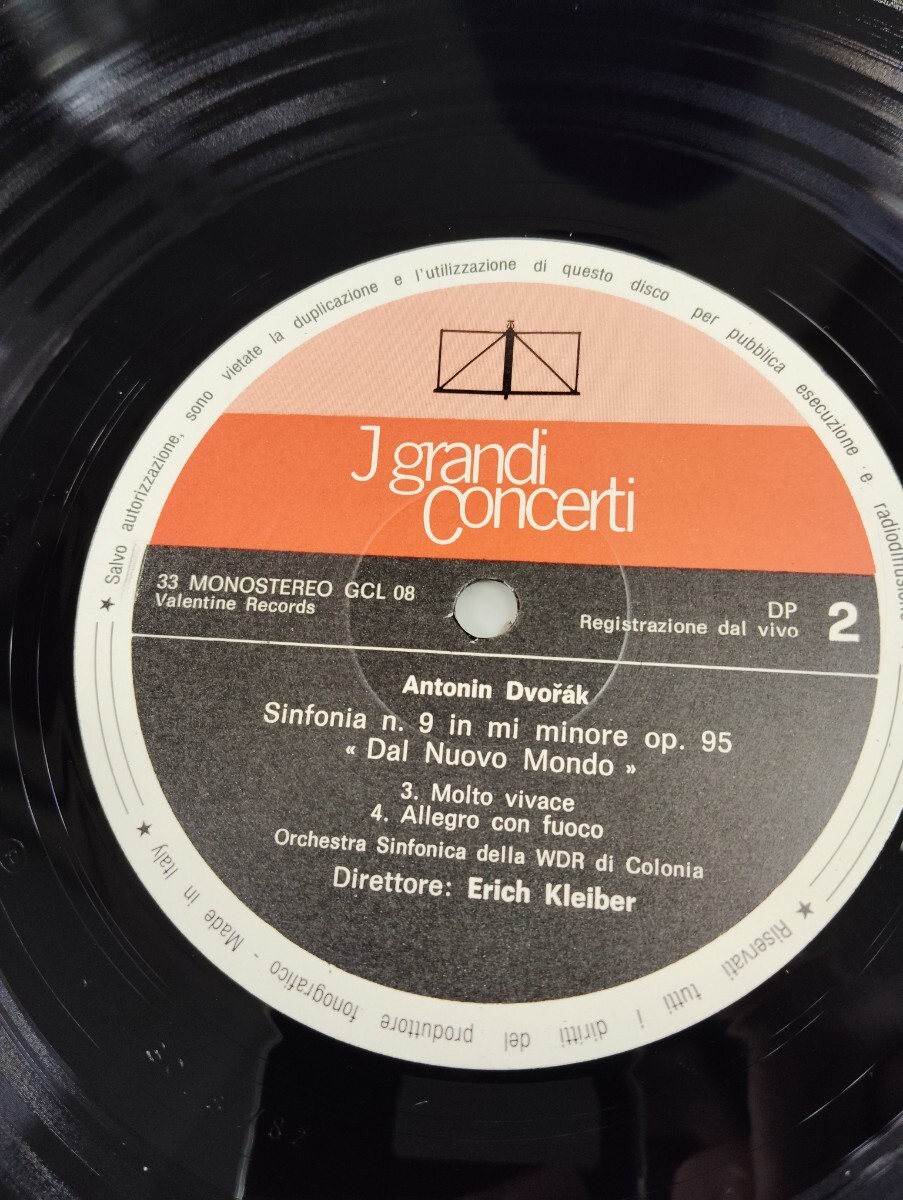 ★ Salvo autorizzazione, sono vietate la duplicazione e l'utilizzazione di questo disco per pubblica esecuzione e radiodiffusione
J grandi
concerti
33 MONOSTEREO GCL 08
Valentine Records
DP
2
Registrazione dal vivo
Antonin Dvořák
Sinfonia n. 9 in mi minore op. 95
« Dal Nuovo Mondo »
3. Molto vivace
4. Allegro con fuoco
Orchestra Sinfonica della WDR di Colonia
Direttore: Erich Kleiber
★ Riservati tutti i diritti del produttore fonografico - Made in Italy ★